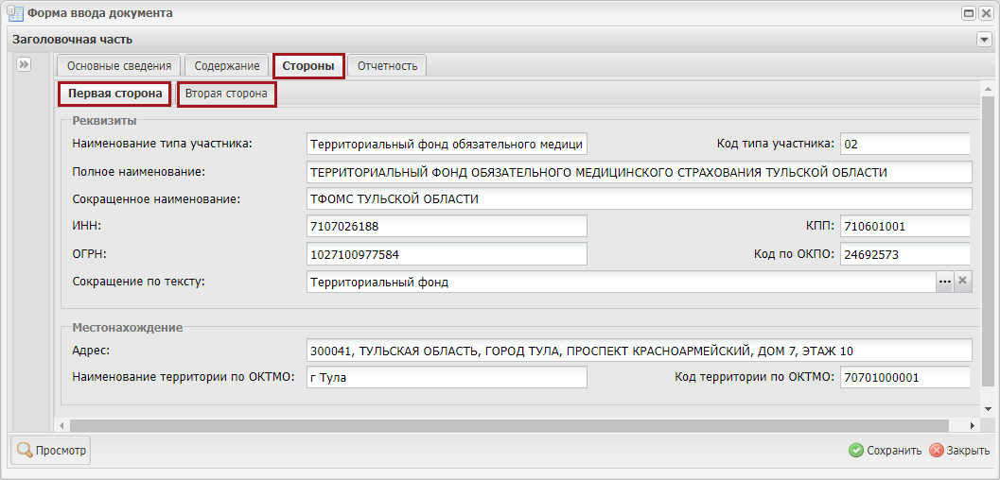 Форма ввода документа
Заголовочная часть
Основные сведения Содержание Стороны Отчетность
Первая сторона Вторая сторона
Реквизиты
Наименование типа участника: Территориальный фонд обязательного медици Код типа участника: 02
Полное наименование: ТЕРРИТОРИАЛЬНЫЙ ФОНД ОБЯЗАТЕЛЬНОГО МЕДИЦИНСКОГО СТРАХОВАНИЯ ТУЛЬСКОЙ ОБЛАСТИ
Сокращенное наименование: ТФОМС ТУЛЬСКОЙ ОБЛАСТИ
ИНН: 7107026188 КПП: 710601001
ОГРН: 1027100977584 Код по ОКПО: 24692573
Сокращение по тексту: Территориальный фонд
Местонахождение
Адрес: 300041, ТУЛЬСКАЯ ОБЛАСТЬ, ГОРОД ТУЛА, ПРОСПЕКТ КРАСНОАРМЕЙСКИЙ, ДОМ 7, ЭТАЖ 10
Наименование территории по ОКТМО: г Тула Код территории по ОКТМО: 70701000001
Просмотр Сохранить Закрыть